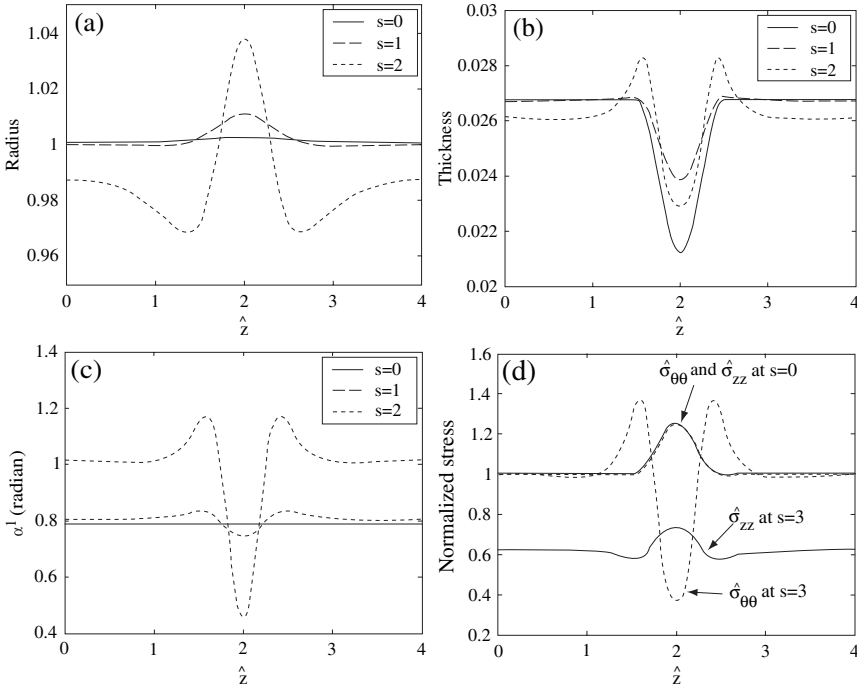 (a)
s=0
s=1
s=2
1.04
1.02
1
0.98
0.96
Radius
0 1 2 3 4
ẑ
(b)
s=0
s=1
s=2
0.03
0.028
0.026
0.024
0.022
0.02
Thickness
0 1 2 3 4
ẑ
(c)
s=0
s=1
s=2
1.4
1.2
1
0.8
0.6
0.4
α¹ (radian)
0 1 2 3 4
ẑ
(d)
σ̂θθ and σ̂zz at s=0
σ̂zz at s=3
σ̂θθ at s=3
1.6
1.4
1.2
1
0.8
0.6
0.4
0.2
Normalized stress
0 1 2 3 4
ẑ